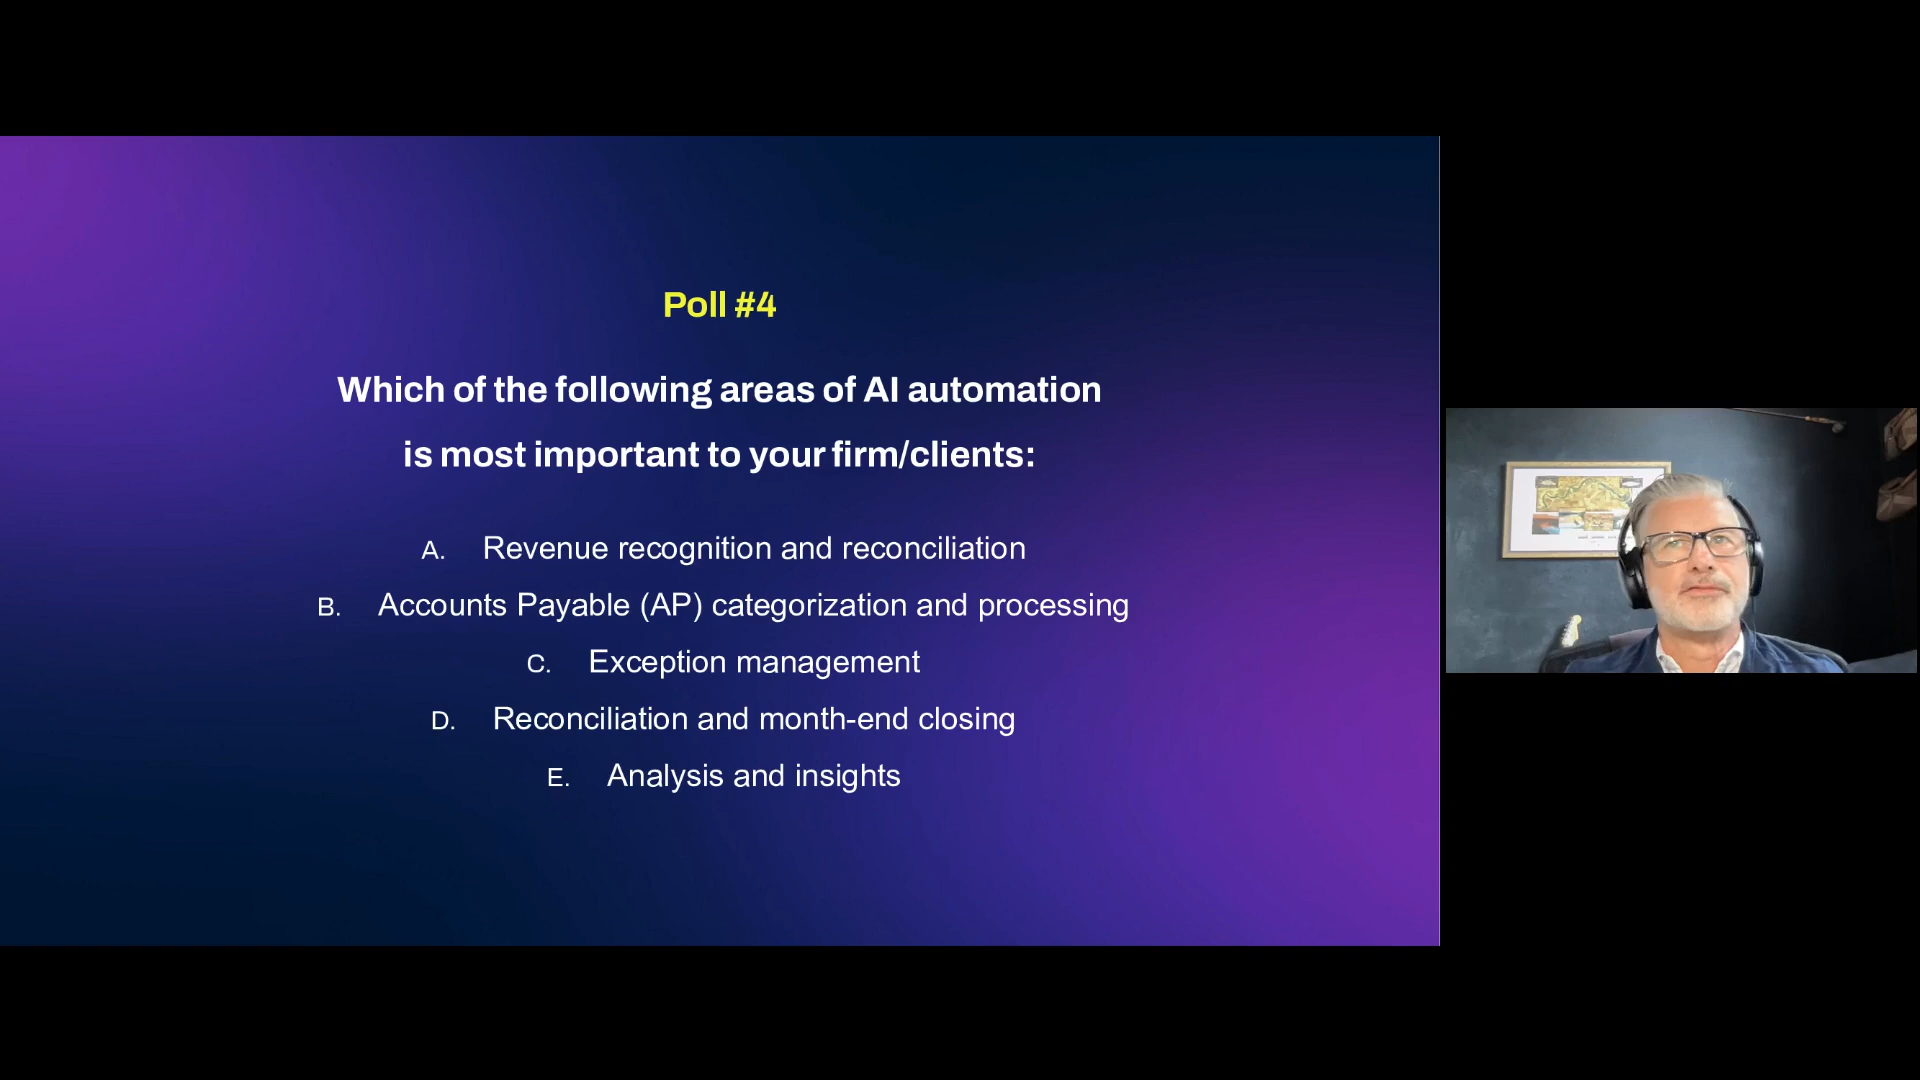 Poll #4
Which of the following areas of AI automation
is most important to your firm/clients:
A. Revenue recognition and reconciliation
B. Accounts Payable (AP) categorization and processing
C. Exception management
D. Reconciliation and month-end closing
E. Analysis and insights